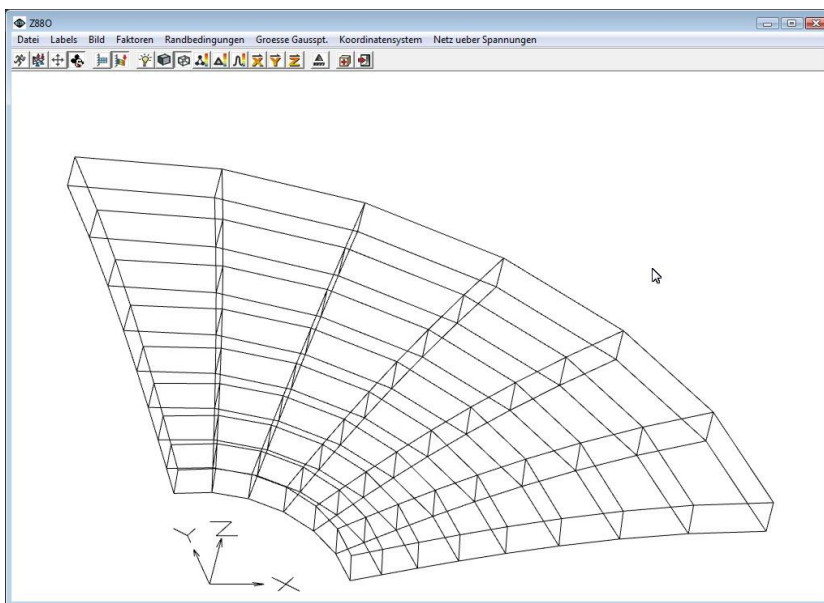 Z88O
Datei Labels Bild Faktoren Randbedingungen Groesse Gausspt. Koordinatensystem Netz ueber Spannungen
X Y Z
Y Z X